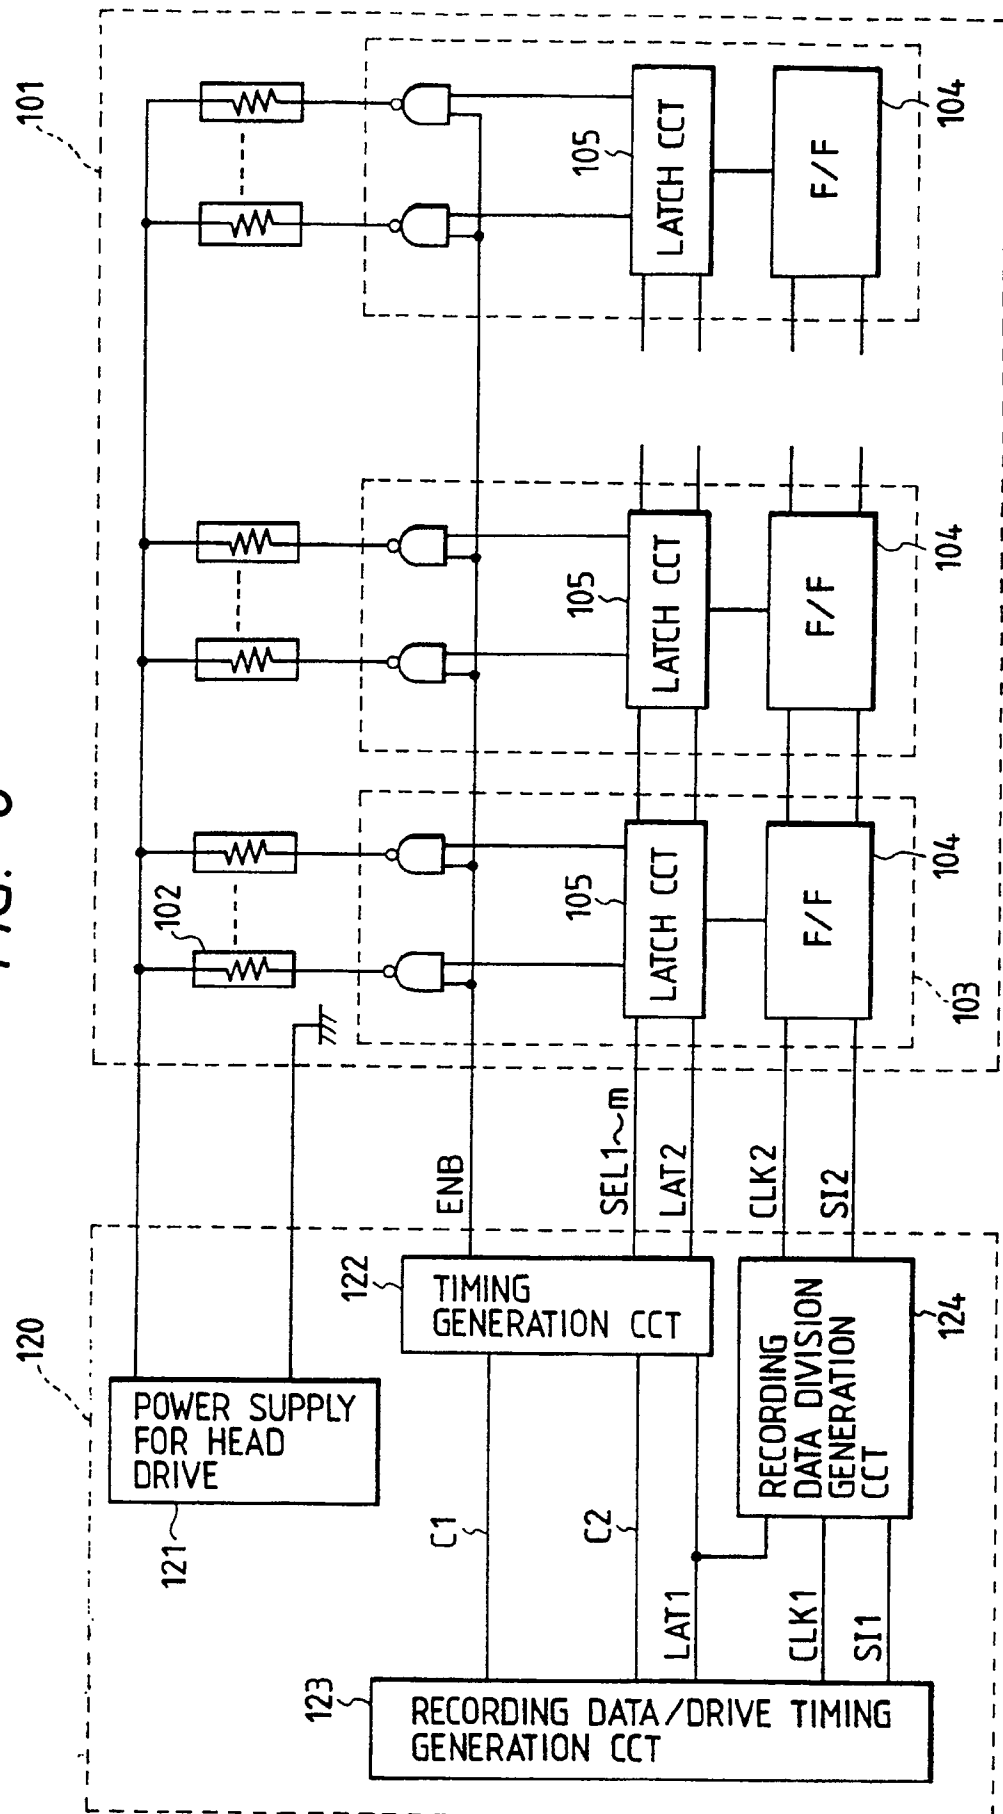 FIG.
101
105
LATCH CCT
104
F/F
105
LATCH CCT
104
F/F
102
105
LATCH CCT
104
F/F
103
ENB
SEL1~m
LAT2
CLK2
SI2
120
POWER SUPPLY
FOR HEAD
DRIVE
121
122
TIMING
GENERATION CCT
RECORDING
DATA DIVISION
GENERATION
CCT
124
C1
C2
LAT1
CLK1
SI1
123
RECORDING DATA/DRIVE TIMING
GENERATION CCT